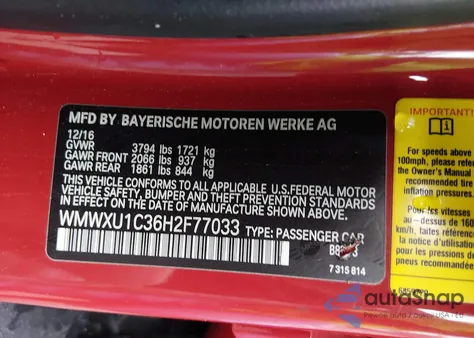 MFD BY BAYERISCHE MOTOREN WERKE AG
12/16
GVWR 3794 lbs 1721 kg
GAWR FRONT 2066 lbs 937 kg
GAWR REAR 1861 lbs 844 kg
THIS VEHICLE CONFORMS TO ALL APPLICABLE U.S.FEDERAL MOTOR
VEHICLE SAFETY, BUMPER AND THEFT PREVENTION STANDARDS IN
EFFECT ON THE DATE OF MANUFACTURE SHOWN ABOVE.
WMWXU1C36H2F77033 TYPE: PASSENGER CAR
7 315 814
IMPORTANT!
For speeds above
100mph, please
the Owner's Manual
recommended tire
inflation pressures.
Pour les vitesses
au-dessus de 160
km/h, faites référence
à la notice d'utilisation
pour les pressions de
pneus recommandé
autaShap